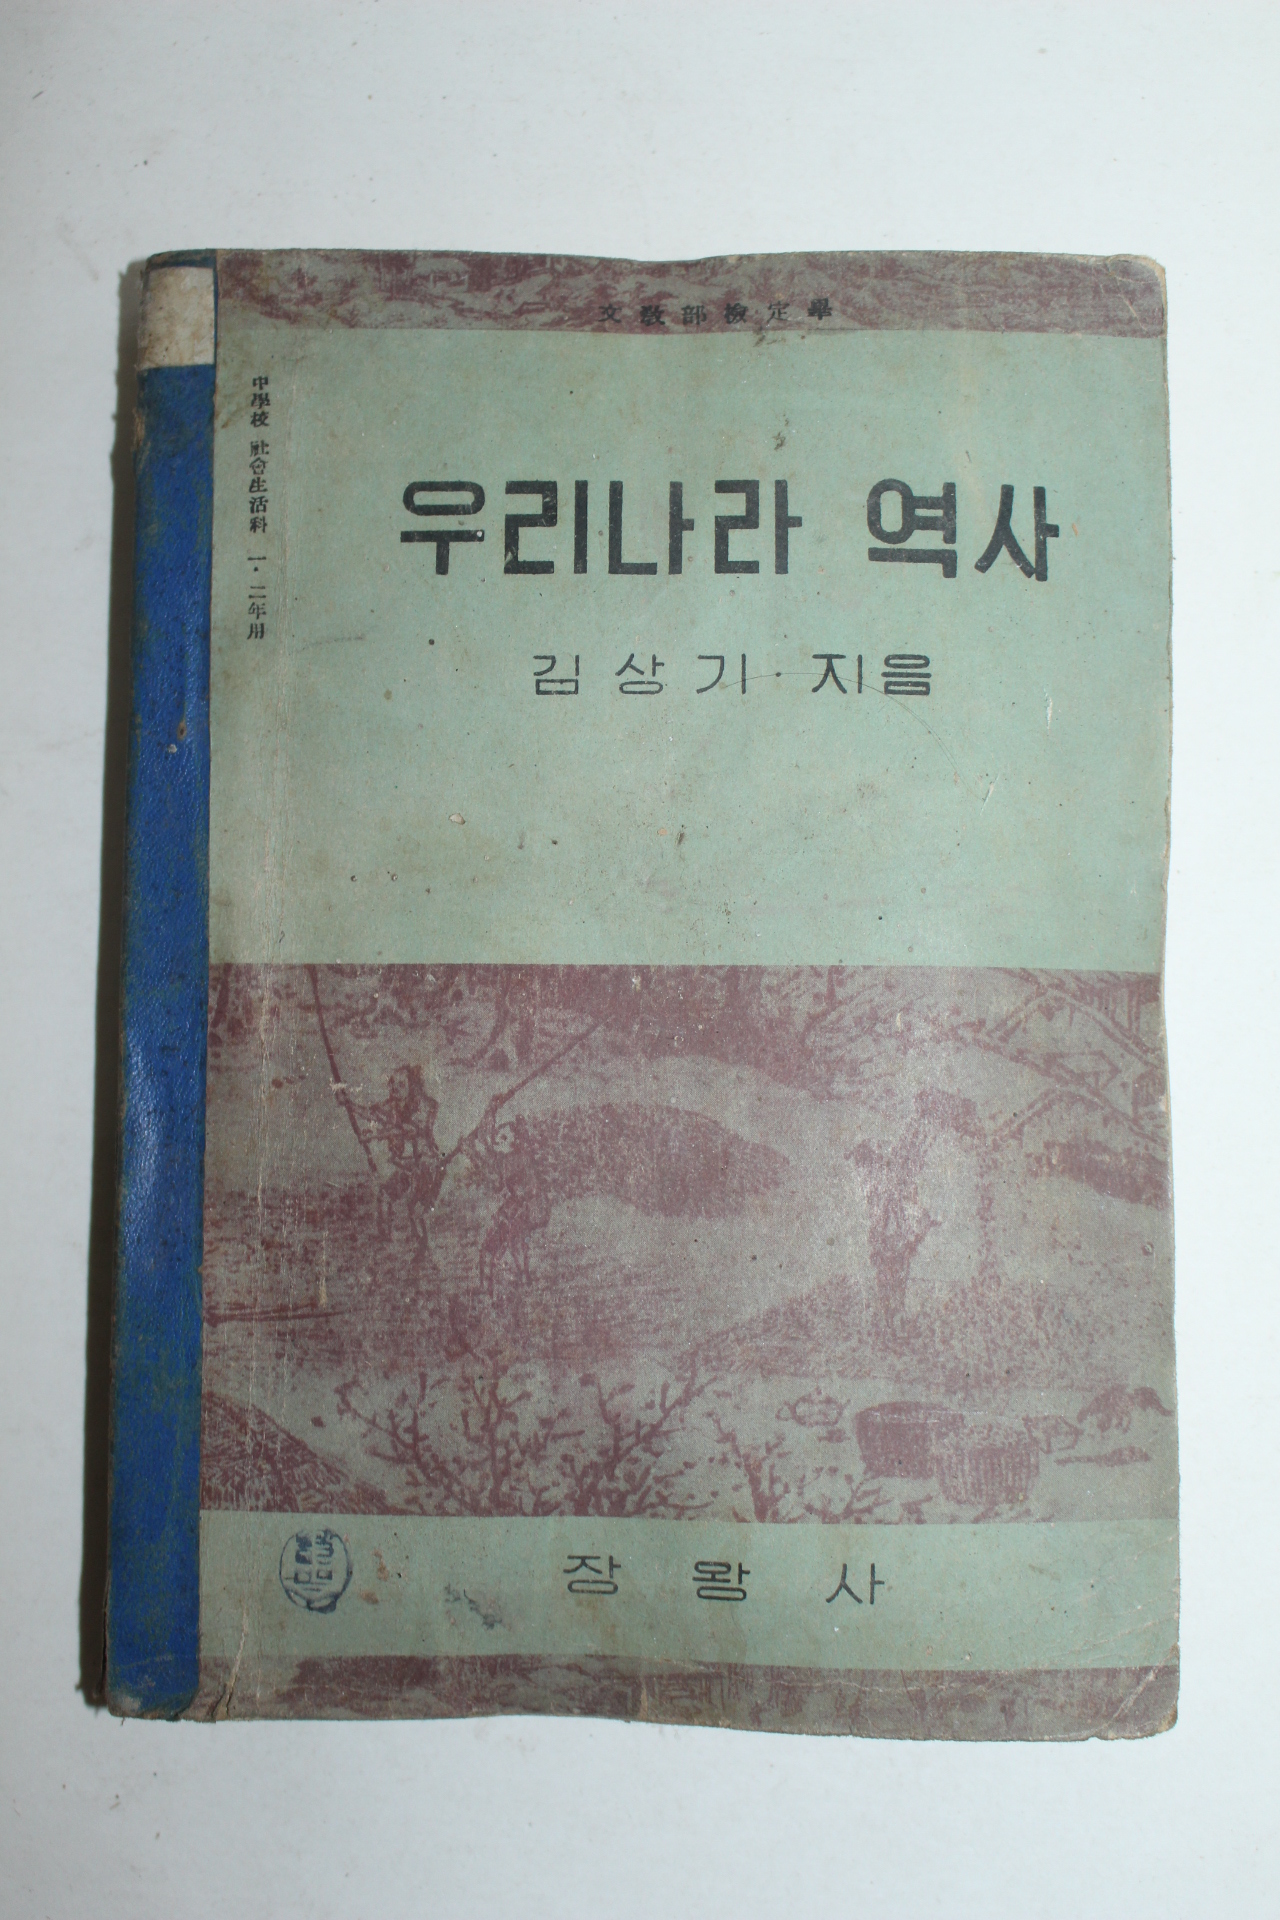 文敎部檢定畢
中學校 社會生活科 一·二年用
우리나라 역사
김상기·지음
장왕사